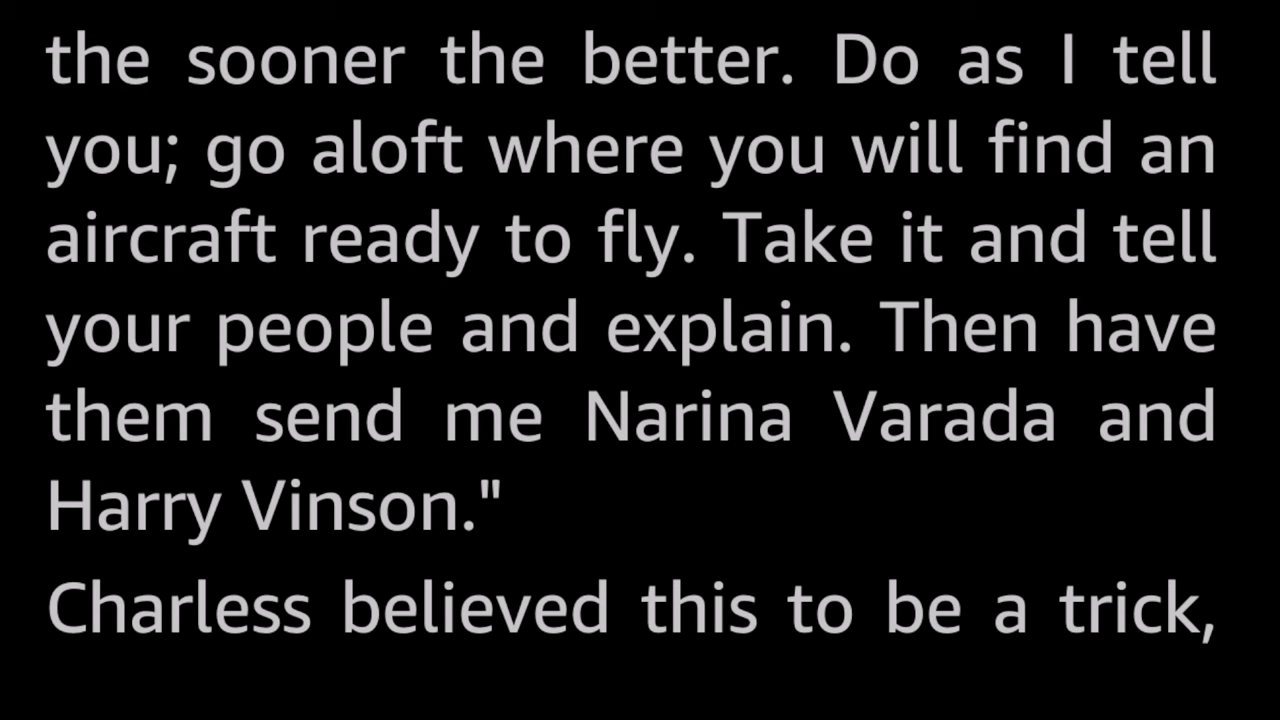 the sooner the better. Do as I tell
you; go aloft where you will find an
aircraft ready to fly. Take it and tell
your people and explain. Then have
them send me Narina Varada and
Harry Vinson."
Charless believed this to be a trick,